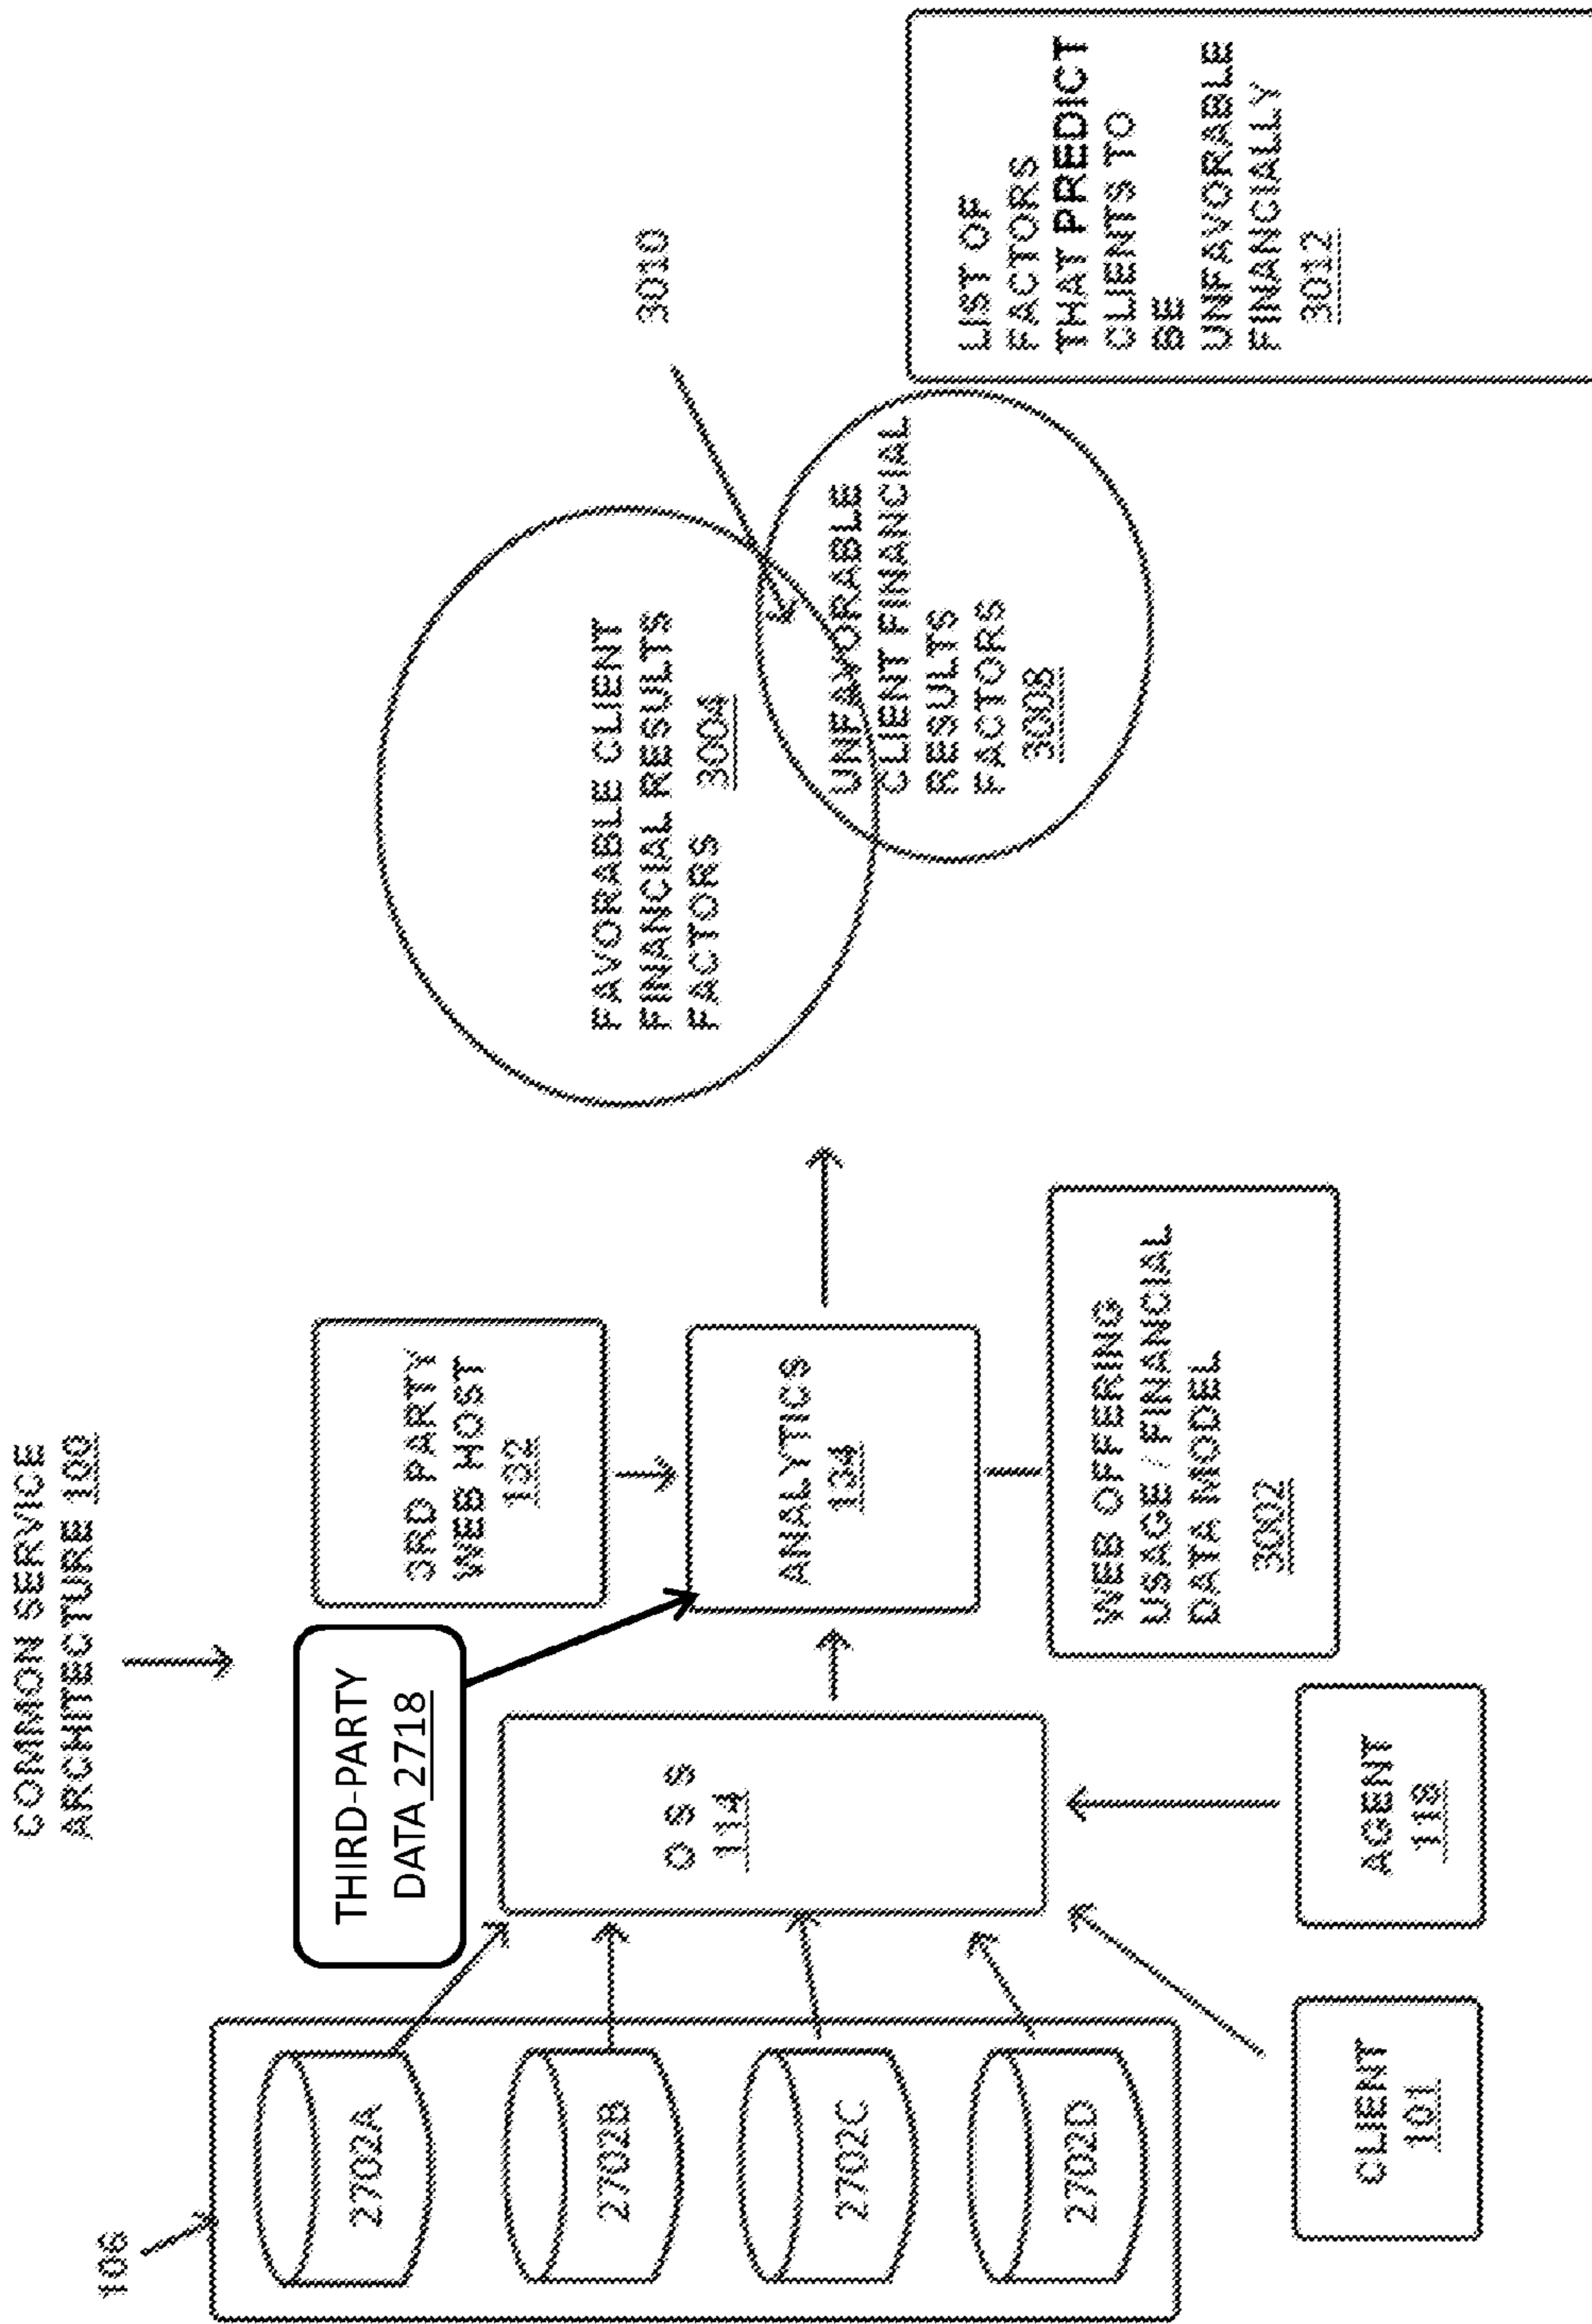 COMMON SERVICE
ARCHITECTURE 100
106
2702A
2702B
2702C
2702D
CLIENT
101
AGENT
118
THIRD-PARTY
DATA 2718
O S S
114
3RD PARTY
WEB HOST
132
ANALYTICS
134
WEB OFFERING
USAGE / FINANCIAL
DATA MODEL
3002
FAVORABLE CLIENT
FINANCIAL RESULTS
FACTORS 3004
3010
UNFAVORABLE
CLIENT FINANCIAL
RESULTS
FACTORS
3008
LIST OF
FACTORS
THAT PREDICT
CLIENTS TO
BE
UNFAVORABLE
FINANCIALLY
3012